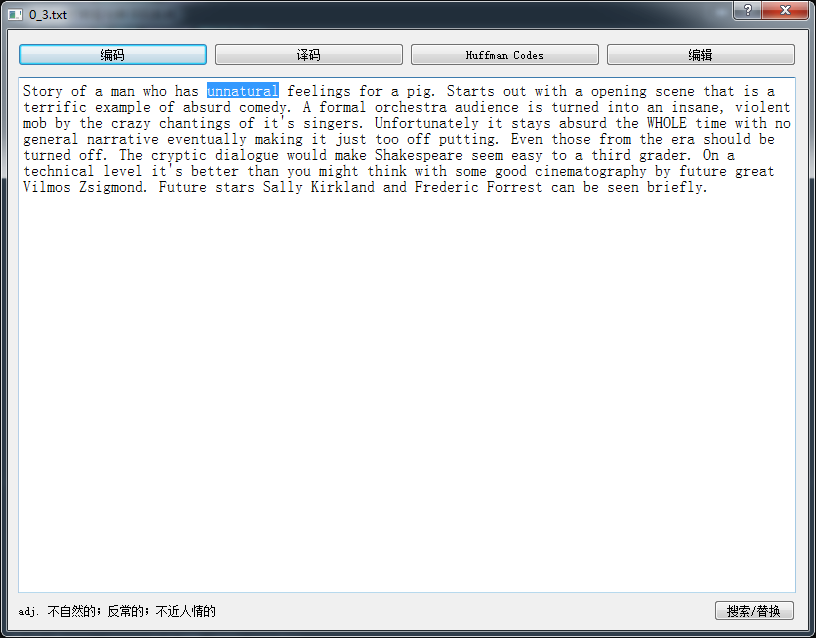 0_3.txt
编码 译码 Huffman Codes 编辑
Story of a man who has unnatural feelings for a pig. Starts out with a opening scene that is a
terrific example of absurd comedy. A formal orchestra audience is turned into an insane, violent
mob by the crazy chantings of it's singers. Unfortunately it stays absurd the WHOLE time with no
general narrative eventually making it just too off putting. Even those from the era should be
turned off. The cryptic dialogue would make Shakespeare seem easy to a third grader. On a
technical level it's better than you might think with some good cinematography by future great
Vilmos Zsigmond. Future stars Sally Kirkland and Frederic Forrest can be seen briefly.
adj. 不自然的；反常的；不近人情的 搜索/替换